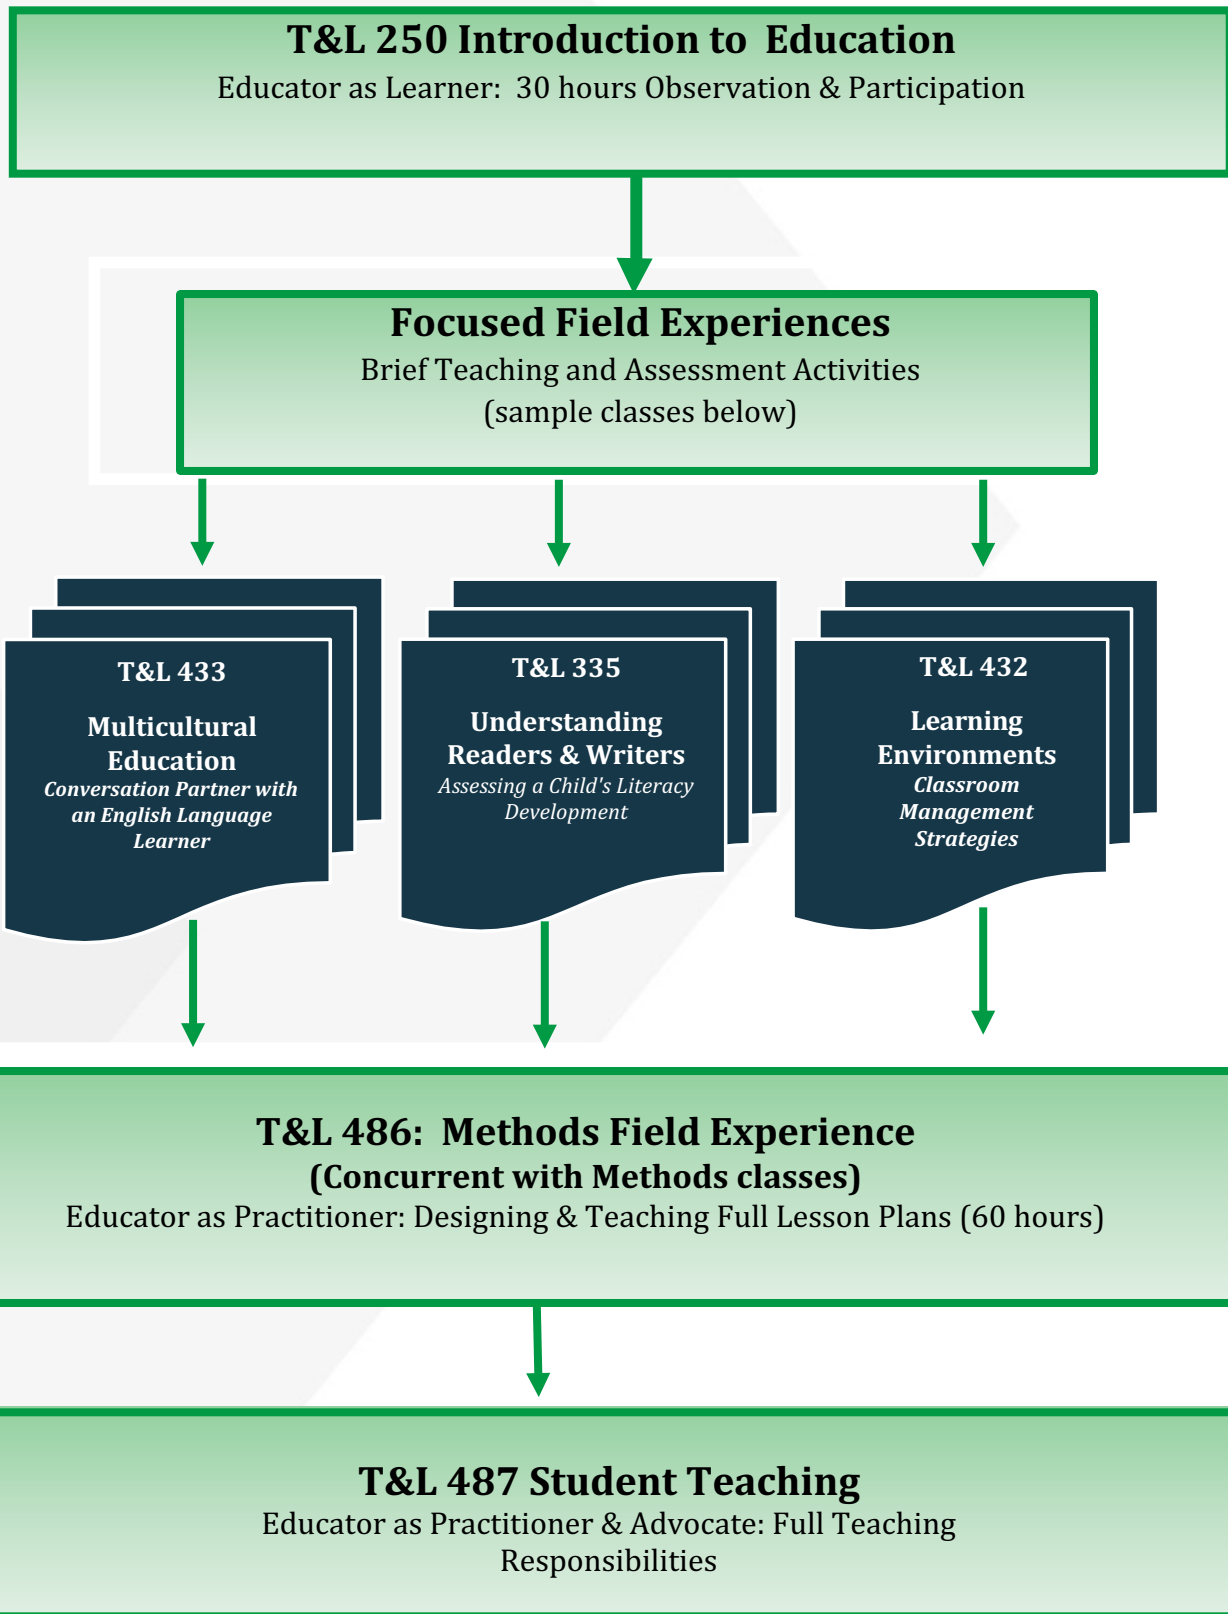 T&L 250 Introduction to Education
Educator as Learner: 30 hours Observation & Participation
Focused Field Experiences
Brief Teaching and Assessment Activities
(sample classes below)
T&L 433
Multicultural
Education
Conversation Partner with
an English Language
Learner
T&L 335
Understanding
Readers & Writers
Assessing a Child's Literacy
Development
T&L 432
Learning
Environments
Classroom
Management
Strategies
T&L 486: Methods Field Experience
(Concurrent with Methods classes)
Educator as Practitioner: Designing & Teaching Full Lesson Plans (60 hours)
T&L 487 Student Teaching
Educator as Practitioner & Advocate: Full Teaching
Responsibilities